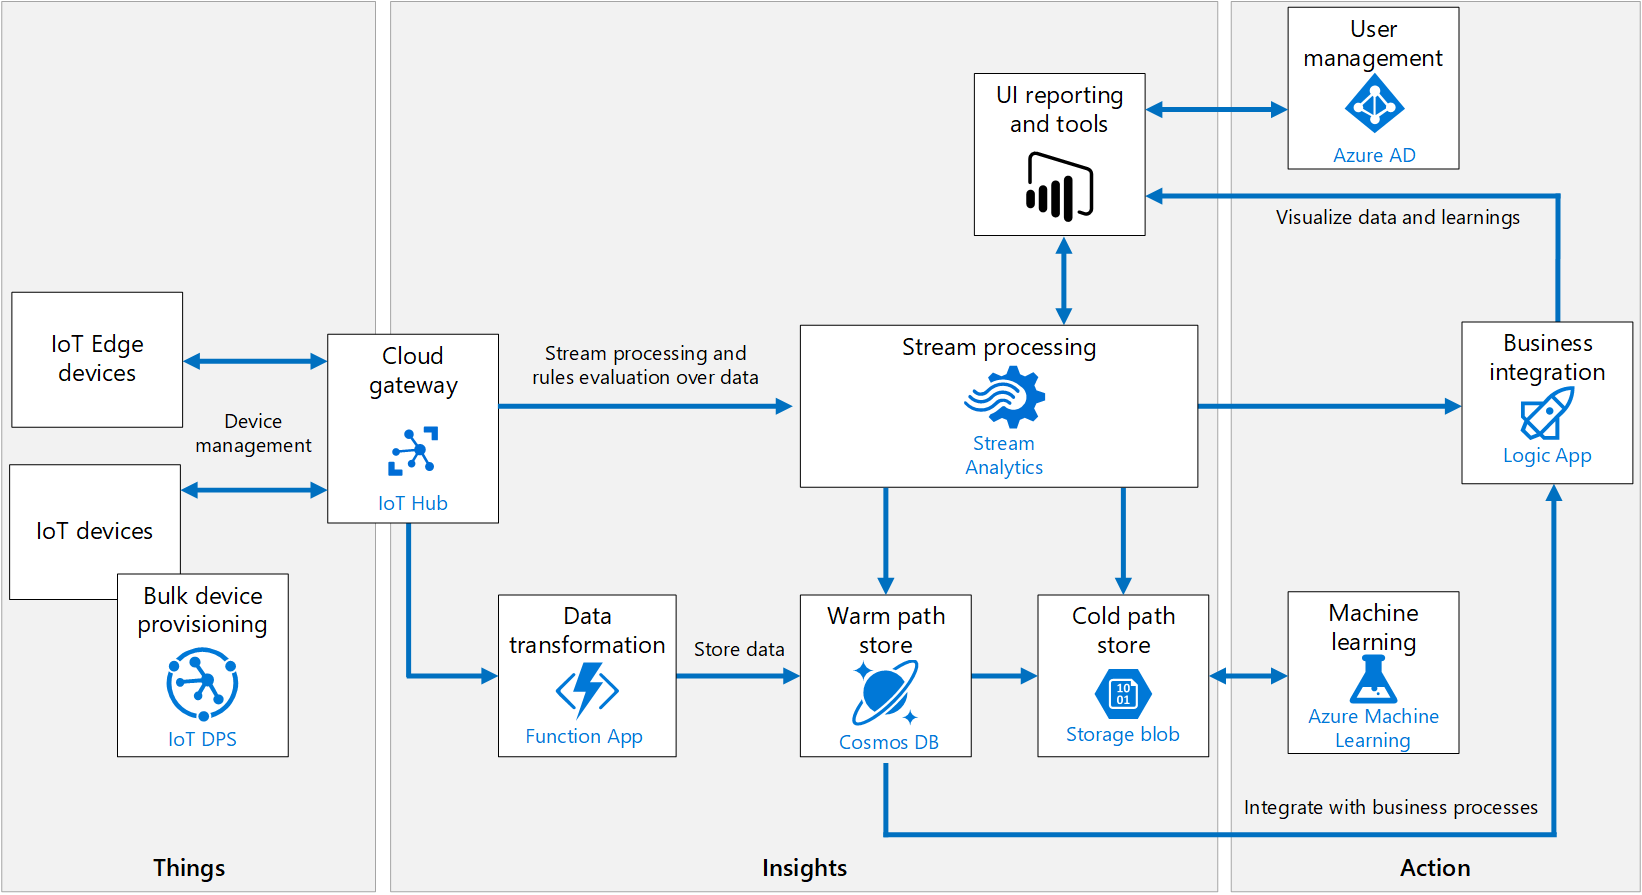 User
management
Azure AD
UI reporting
and tools
Visualize data and learnings
IoT Edge
devices
Device
management
IoT devices
Bulk device
provisioning
IoT DPS
Cloud
gateway
IoT Hub
Stream processing and
rules evaluation over data
Stream processing
Stream
Analytics
Business
integration
Logic App
Data
transformation
Function App
Store data
Warm path
store
Cosmos DB
Cold path
store
10
01
Storage blob
Machine
learning
Azure Machine
Learning
Integrate with business processes
Things
Insights
Action